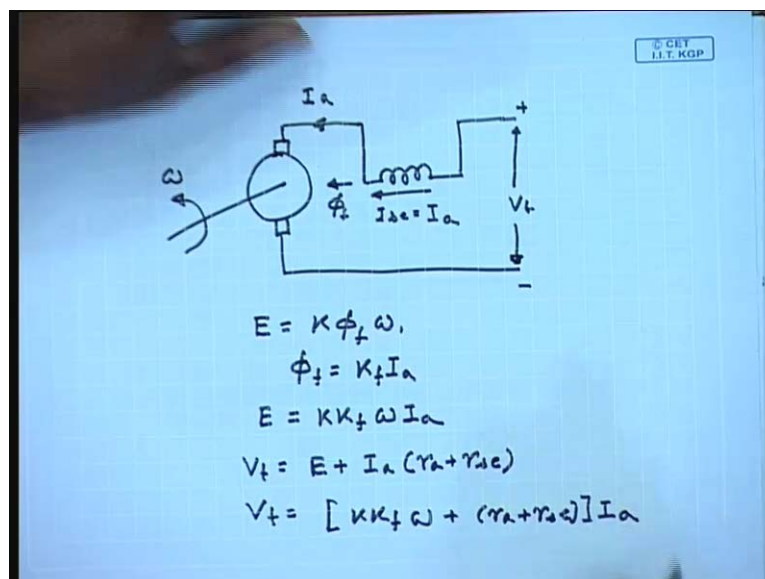 © CET
I.I.T. KGP
Ia
+
ω
ϕf
Ise = Ia
Vt
-
E = Kϕf ω.
ϕf = Kf Ia
E = KKf ω Ia
Vt = E + Ia (ra + rse)
Vt = [KKf ω + (ra + rse)] Ia